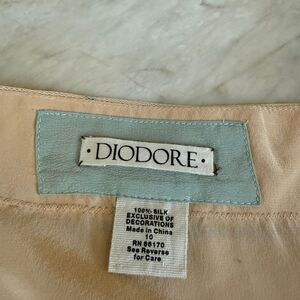 · DIODORE ·
100% SILK
EXCLUSIVE OF
DECORATIONS
Made in China
10
RN 66170
See Reverse
for Care